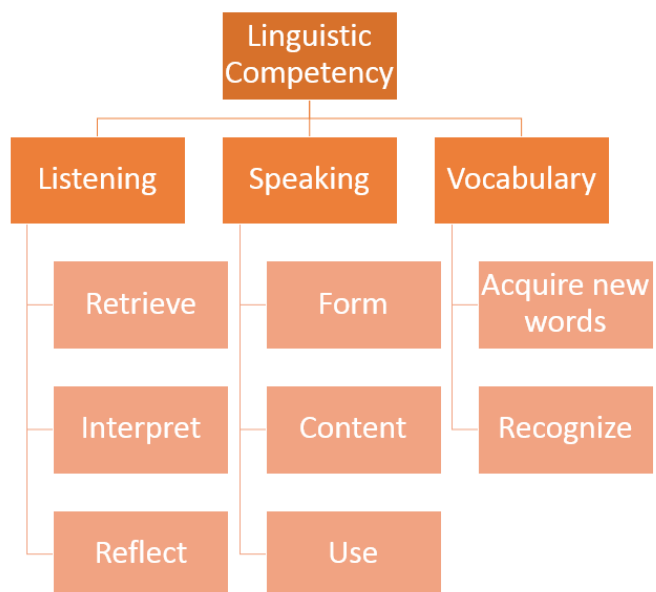 Linguistic
Competency
Listening
Speaking
Vocabulary
Retrieve
Form
Acquire new
words
Interpret
Content
Recognize
Reflect
Use